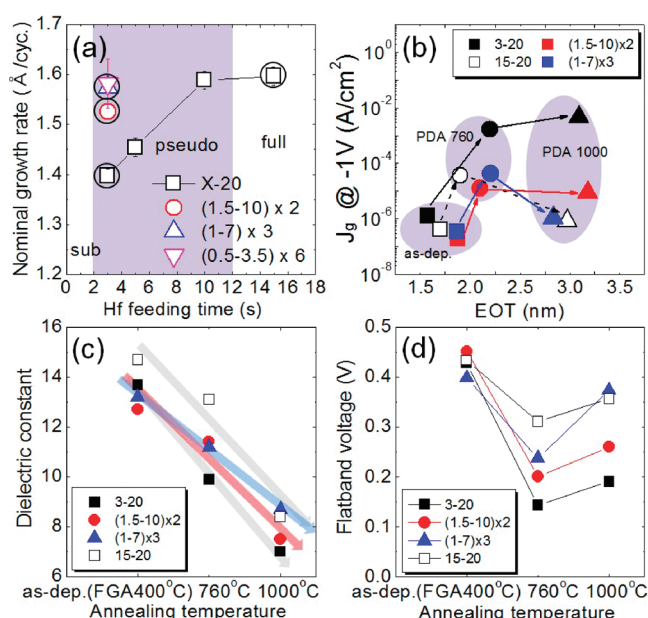 (a)
Nominal growth rate (Å/cyc.)
1.7
1.6
1.5
1.4
1.3
1.2
pseudo
full
sub
X-20
(1.5-10) x 2
(1-7) x 3
(0.5-3.5) x 6
0 2 4 6 8 10 12 14 16 18
Hf feeding time (s)
(b)
J_g @ -1V (A/cm²)
10⁰
10⁻²
10⁻⁴
10⁻⁶
10⁻⁸
3-20 (1.5-10)x2
15-20 (1-7)x3
PDA 760
PDA 1000
as-dep.
1.5 2.0 2.5 3.0 3.5
EOT (nm)
(c)
Dielectric constant
16
14
12
10
8
6
3-20
(1.5-10)x2
(1-7)x3
15-20
as-dep.(FGA400°C) 760°C 1000°C
Annealing temperature
(d)
Flatband voltage (V)
0.5
0.4
0.3
0.2
0.1
0.0
3-20
(1.5-10)x2
(1-7)x3
15-20
as-dep.(FGA400°C) 760°C 1000°C
Annealing temperature